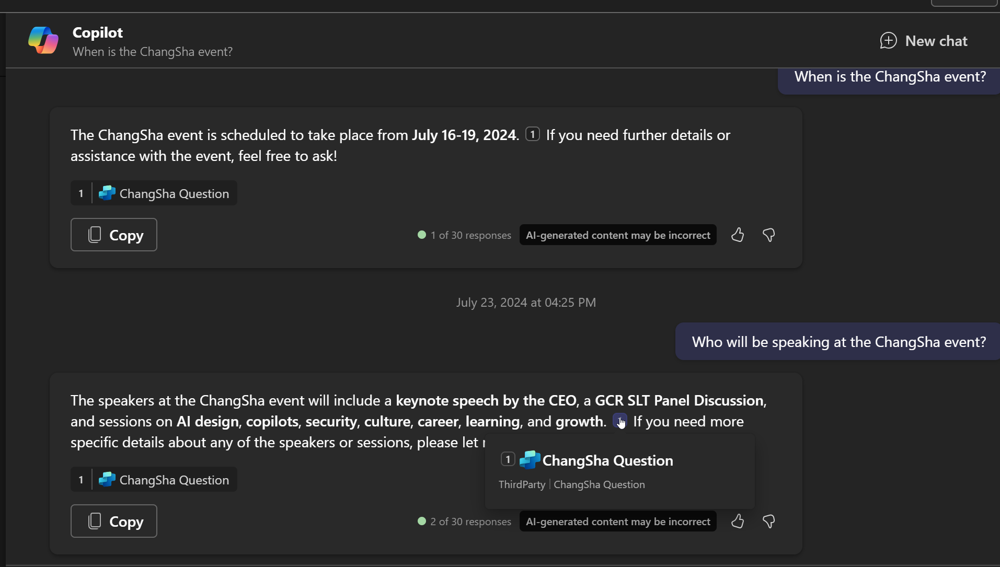 Copilot
When is the ChangSha event?
New chat
When is the ChangSha event?
The ChangSha event is scheduled to take place from July 16-19, 2024. 1 If you need further details or
assistance with the event, feel free to ask!
1 ChangSha Question
Copy
1 of 30 responses
AI-generated content may be incorrect
July 23, 2024 at 04:25 PM
Who will be speaking at the ChangSha event?
The speakers at the ChangSha event will include a keynote speech by the CEO, a GCR SLT Panel Discussion,
and sessions on AI design, copilots, security, culture, career, learning, and growth. If you need more
specific details about any of the speakers or sessions, please let
1 ChangSha Question
ThirdParty | ChangSha Question
1 ChangSha Question
Copy
2 of 30 responses
AI-generated content may be incorrect